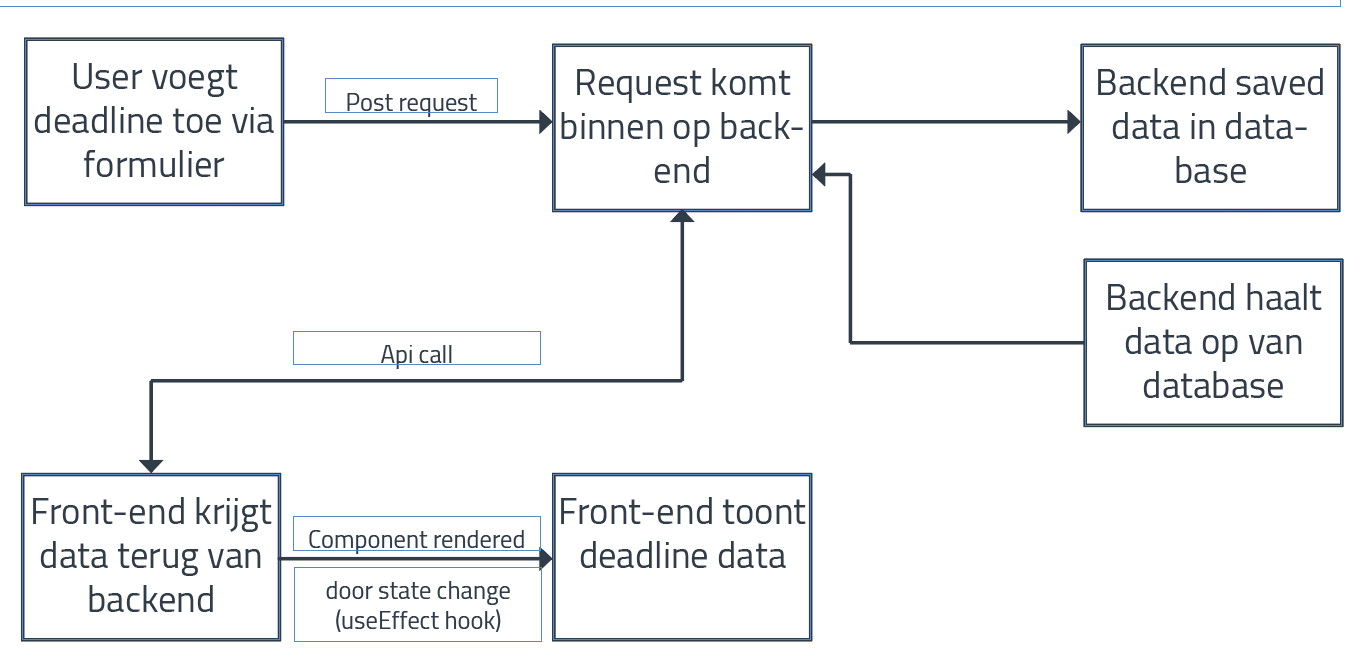 User voegt
deadline toe via
formulier
Post request
Request komt
binnen op back-
end
Backend saved
data in data-
base
Backend haalt
data op van
database
Api call
Front-end krijgt
data terug van
backend
Component rendered
door state change
(useEffect hook)
Front-end toont
deadline data